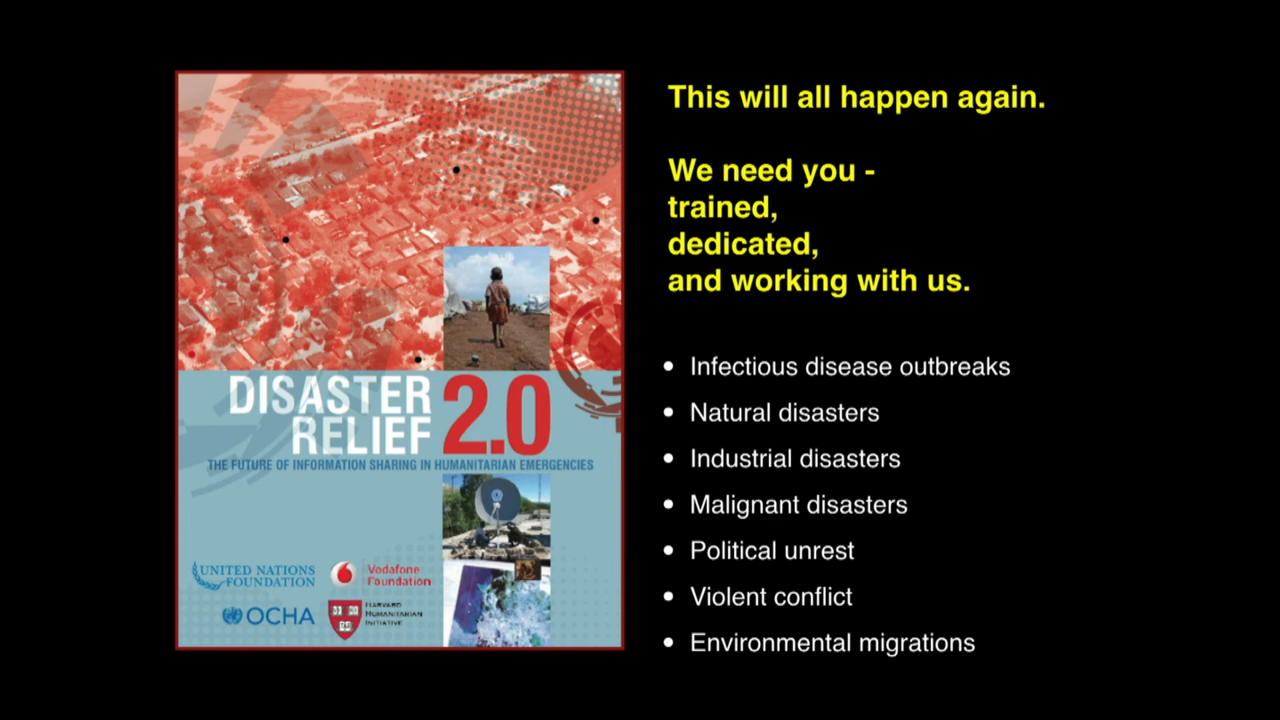 This will all happen again.
We need you -
trained,
dedicated,
and working with us.
• Infectious disease outbreaks
• Natural disasters
• Industrial disasters
• Malignant disasters
• Political unrest
• Violent conflict
• Environmental migrations
DISASTER
RELIEF 2.0
THE FUTURE OF INFORMATION SHARING IN HUMANITARIAN EMERGENCIES
UNITED NATIONS
FOUNDATION
Vodafone
Foundation
OCHA
HARVARD
HUMANITARIAN
INITIATIVE